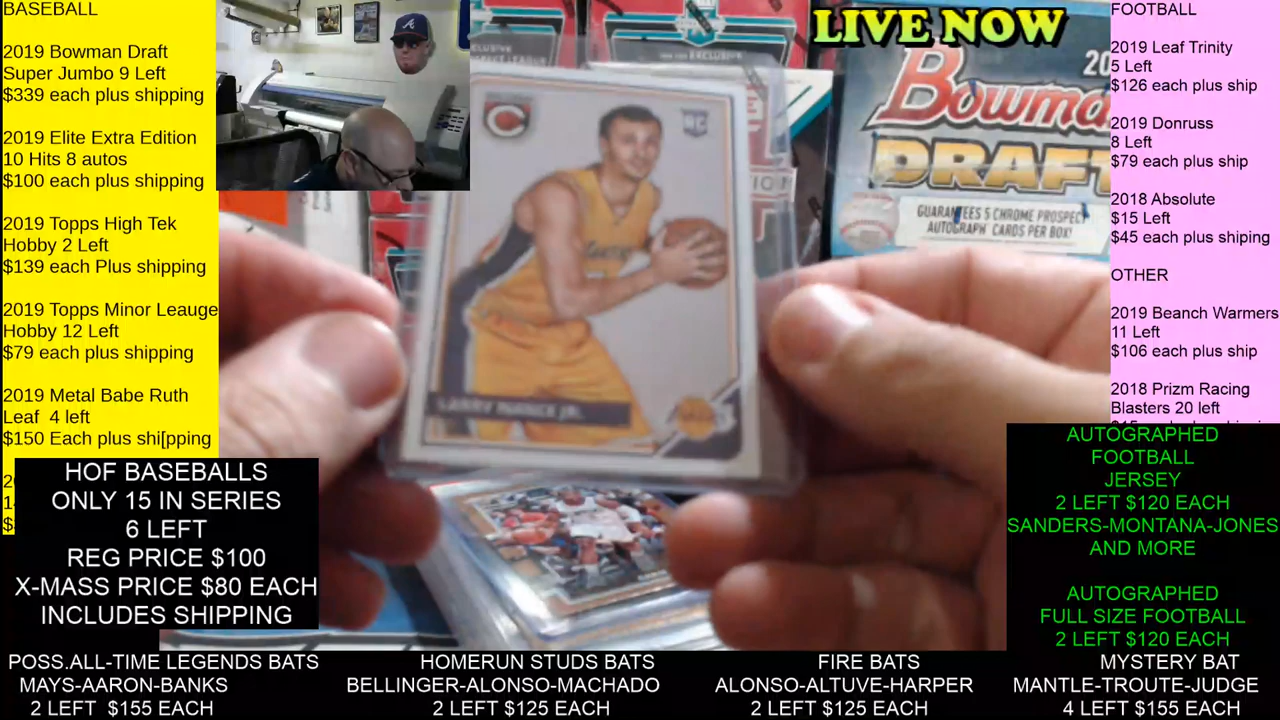 BASEBALL
2019 Bowman Draft
Super Jumbo 9 Left
$339 each plus shipping
2019 Elite Extra Edition
10 Hits 8 autos
$100 each plus shipping
2019 Topps High Tek
Hobby 2 Left
$139 each Plus shipping
2019 Topps Minor Leauge
Hobby 12 Left
$79 each plus shipping
2019 Metal Babe Ruth
Leaf 4 left
$150 Each plus shi[pping
HOF BASEBALLS
ONLY 15 IN SERIES
6 LEFT
REG PRICE $100
X-MASS PRICE $80 EACH
INCLUDES SHIPPING
LIVE NOW
RC
LARRY NANCE JR.
20
Bowma
DRAFT
GUARANTEES 5 CHROME PROSPECT
AUTOGRAPH CARDS PER BOX!
FOOTBALL
2019 Leaf Trinity
5 Left
$126 each plus ship
2019 Donruss
8 Left
$79 each plus ship
2018 Absolute
$15 Left
$45 each plus shiping
OTHER
2019 Beanch Warmers
11 Left
$106 each plus ship
2018 Prizm Racing
Blasters 20 left
AUTOGRAPHED
FOOTBALL
JERSEY
2 LEFT $120 EACH
SANDERS-MONTANA-JONES
AND MORE
AUTOGRAPHED
FULL SIZE FOOTBALL
2 LEFT $120 EACH
POSS.ALL-TIME LEGENDS BATS
MAYS-AARON-BANKS
2 LEFT $155 EACH
HOMERUN STUDS BATS
BELLINGER-ALONSO-MACHADO
2 LEFT $125 EACH
FIRE BATS
ALONSO-ALTUVE-HARPER
2 LEFT $125 EACH
MYSTERY BAT
MANTLE-TROUTE-JUDGE
4 LEFT $155 EACH